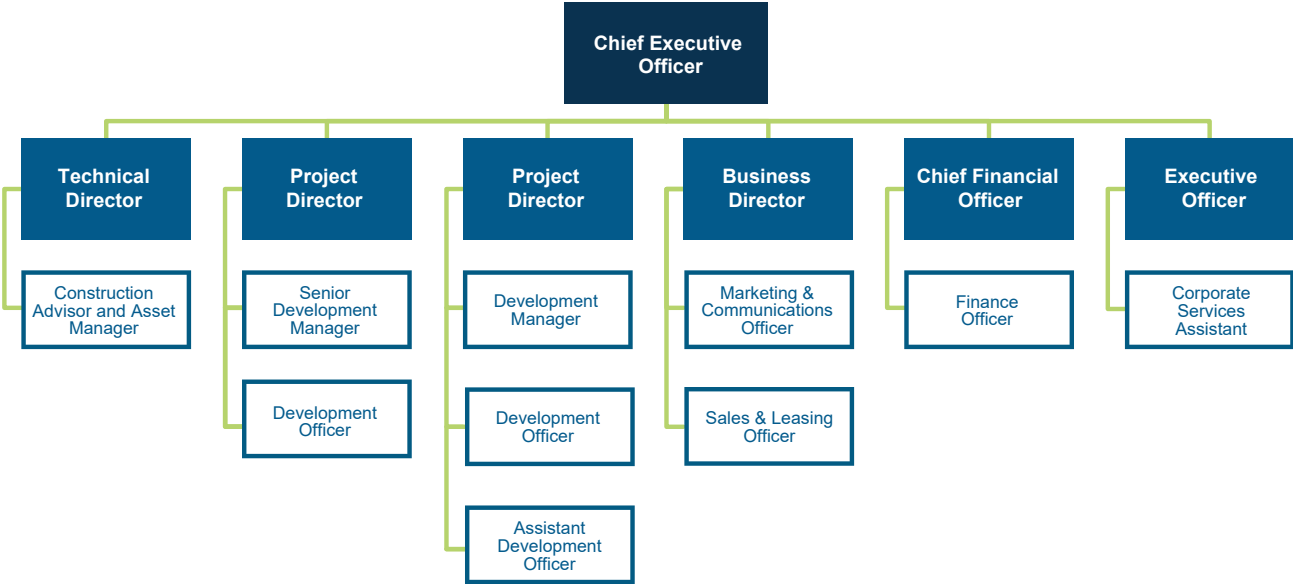 Chief Executive
Officer
Technical
Director
Project
Director
Project
Director
Business
Director
Chief Financial
Officer
Executive
Officer
Construction
Advisor and Asset
Manager
Senior
Development
Manager
Development
Manager
Marketing &
Communications
Officer
Finance
Officer
Corporate
Services
Assistant
Development
Officer
Development
Officer
Sales & Leasing
Officer
Assistant
Development
Officer